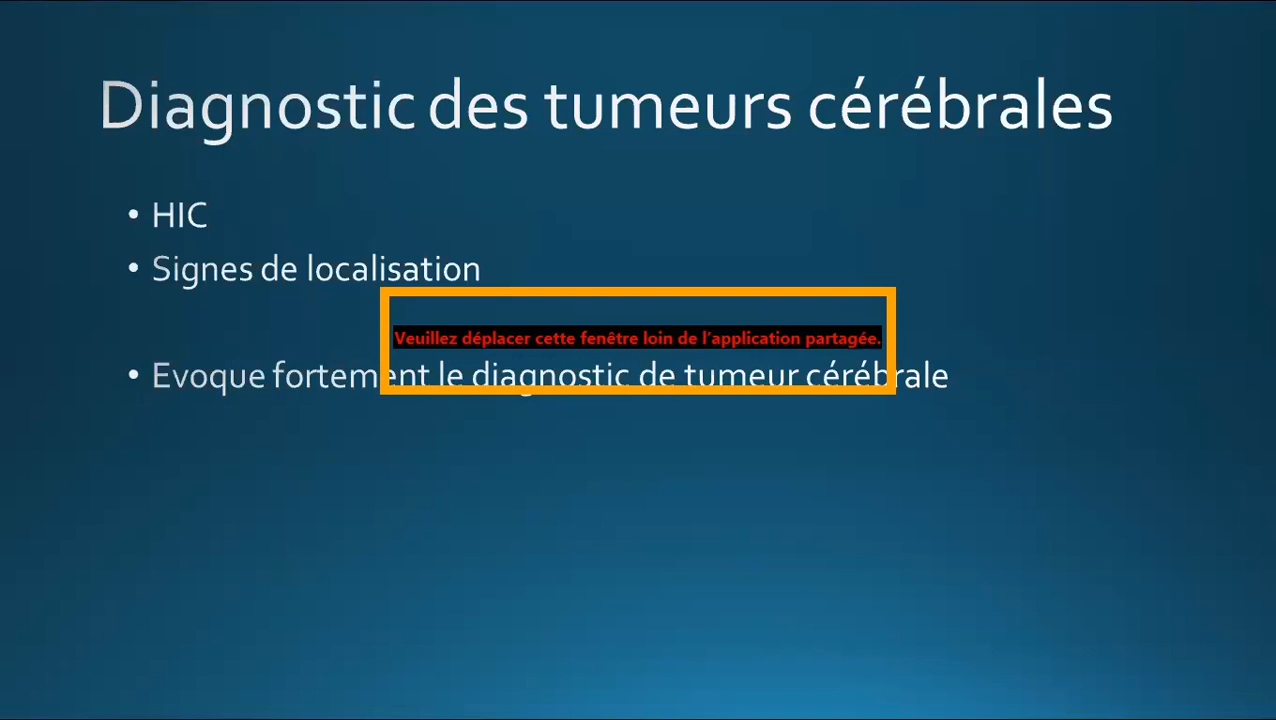 Diagnostic des tumeurs cérébrales
• HIC
• Signes de localisation
Veuillez déplacer cette fenêtre loin de l'application partagée.
• Evoque fortement le diagnostic de tumeur cérébrale